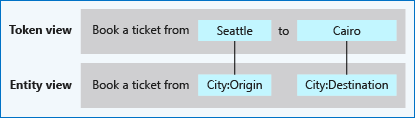 Token view Book a ticket from Seattle to Cairo
Entity view Book a ticket from City:Origin City:Destination